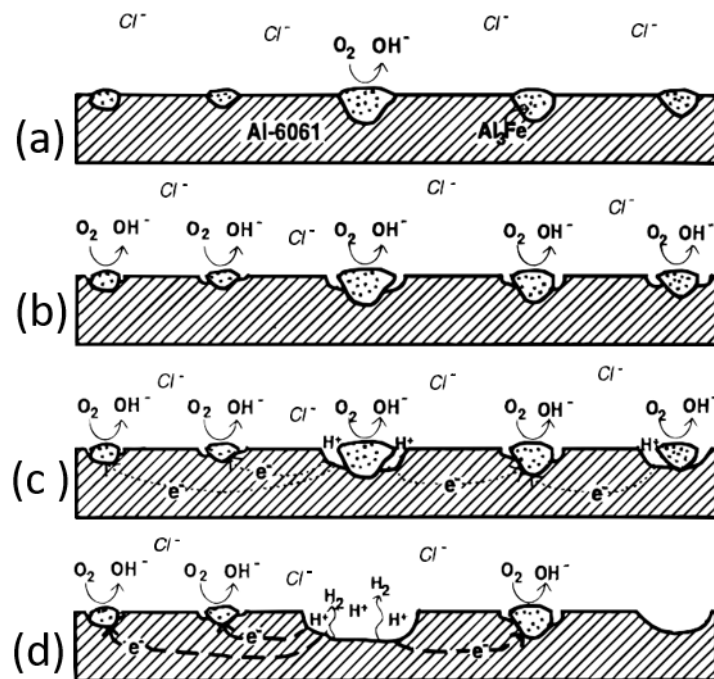 Cl⁻ Cl⁻ Cl⁻ Cl⁻
O₂ OH⁻
(a) Al-6061 Al₃Fe
Cl⁻ Cl⁻
O₂ OH⁻ O₂ OH⁻ Cl⁻ O₂ OH⁻ O₂ OH⁻ Cl⁻ O₂ OH⁻
(b)
Cl⁻ Cl⁻ Cl⁻
O₂ OH⁻ O₂ OH⁻ Cl⁻ O₂ OH⁻ O₂ OH⁻ O₂ OH⁻
H⁺ H⁺ H⁺
(c) e⁻ e⁻ e⁻ e⁻
Cl⁻ Cl⁻
O₂ OH⁻ O₂ OH⁻ Cl⁻ H₂ H⁺ H₂ O₂ OH⁻
H⁺ H⁺
(d) e⁻ e⁻ e⁻